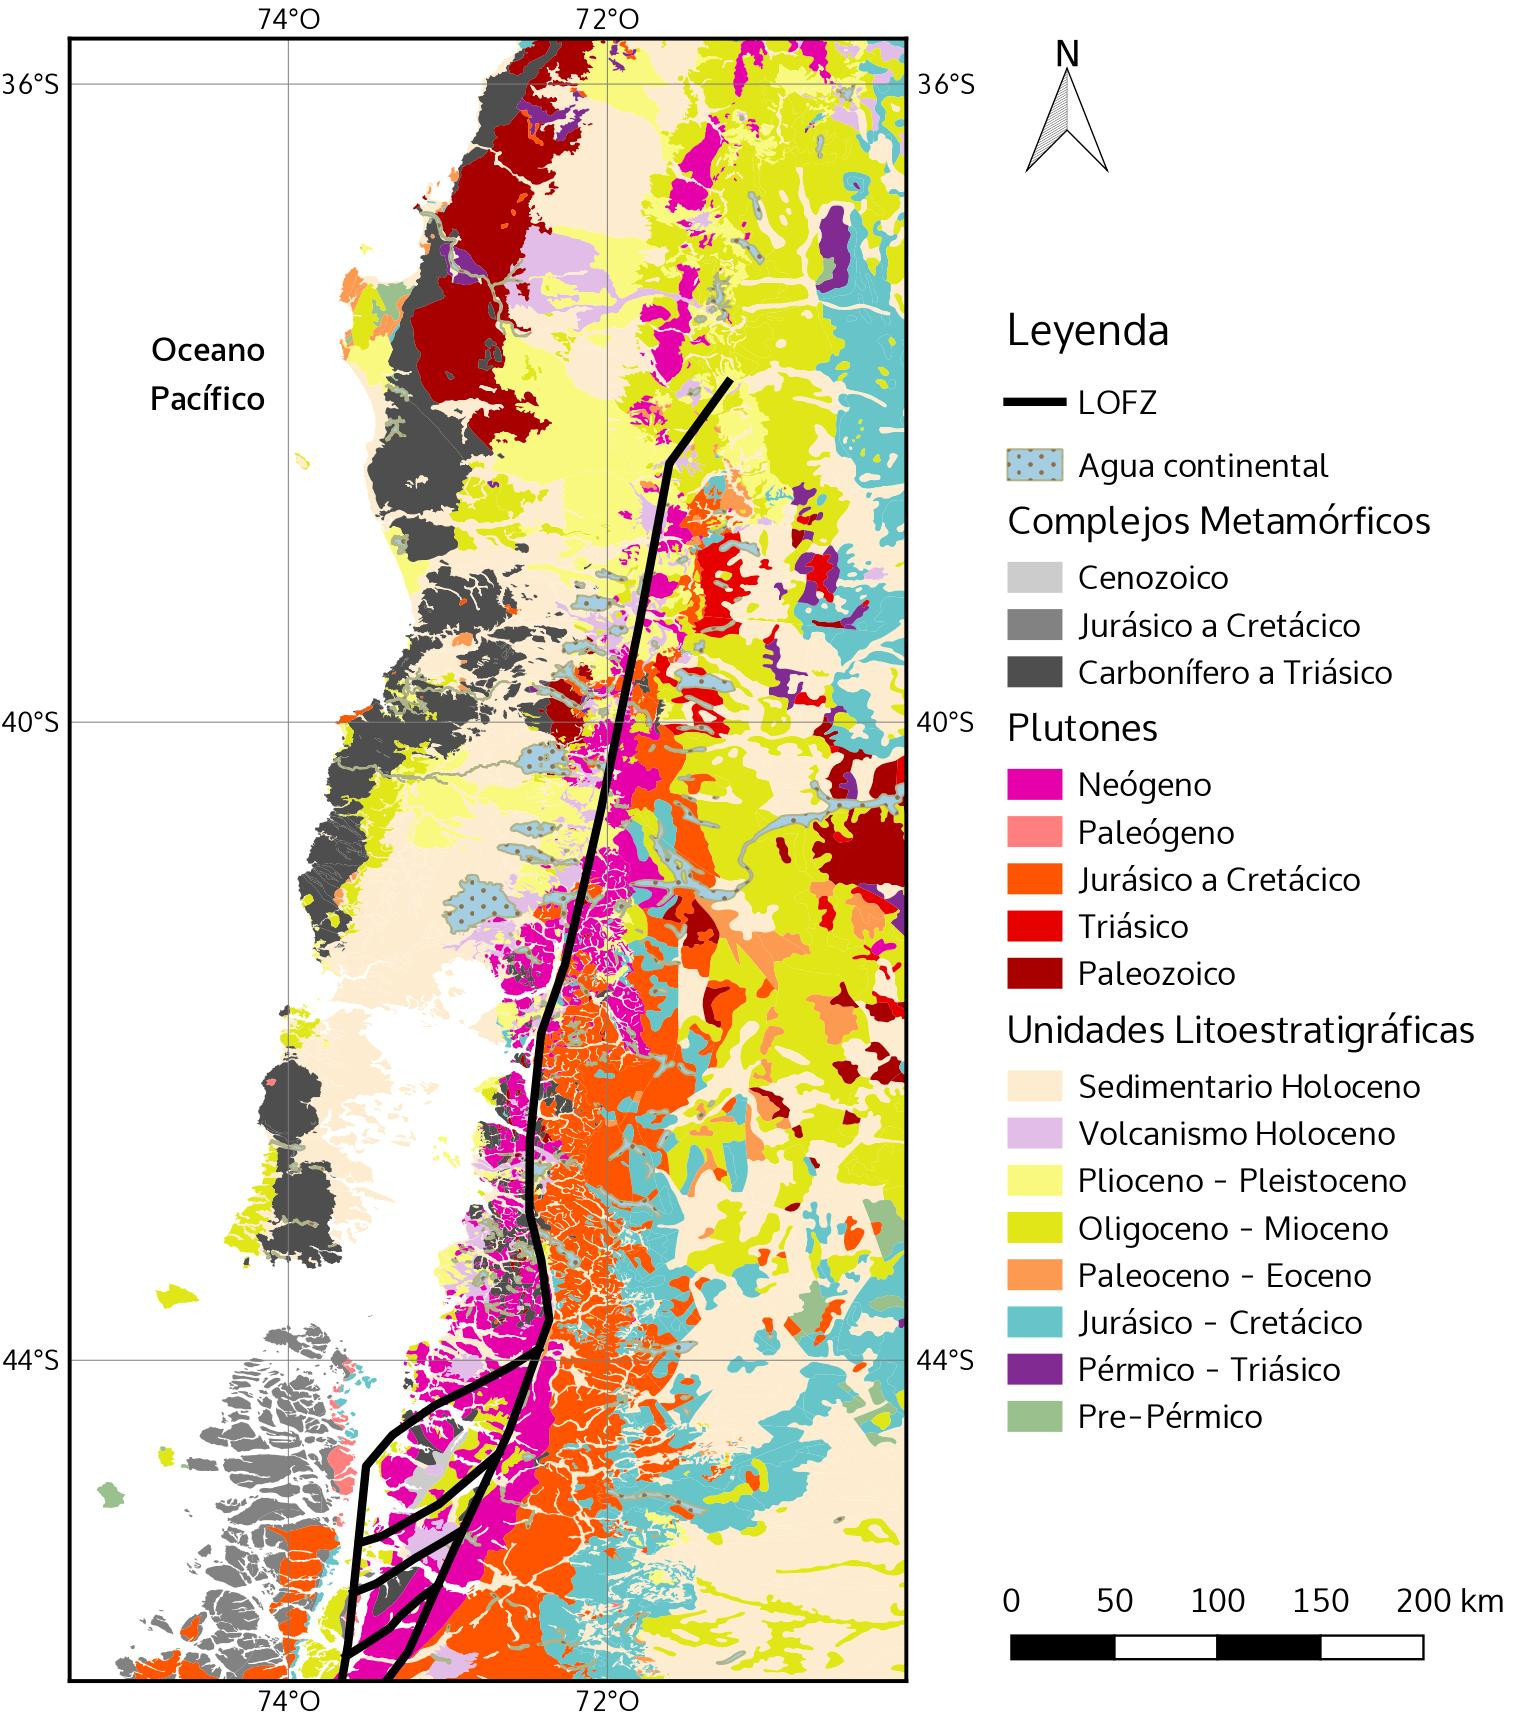 74°O 72°O
36°S 36°S
N
Oceano
Pacífico
40°S 40°S
44°S 44°S
74°O 72°O
Leyenda
LOFZ
Agua continental
Complejos Metamórficos
Cenozoico
Jurásico a Cretácico
Carbonífero a Triásico
Plutones
Neógeno
Paleógeno
Jurásico a Cretácico
Triásico
Paleozoico
Unidades Litoestratigráficas
Sedimentario Holoceno
Volcanismo Holoceno
Plioceno - Pleistoceno
Oligoceno - Mioceno
Paleoceno - Eoceno
Jurásico - Cretácico
Pérmico - Triásico
Pre-Pérmico
0 50 100 150 200 km